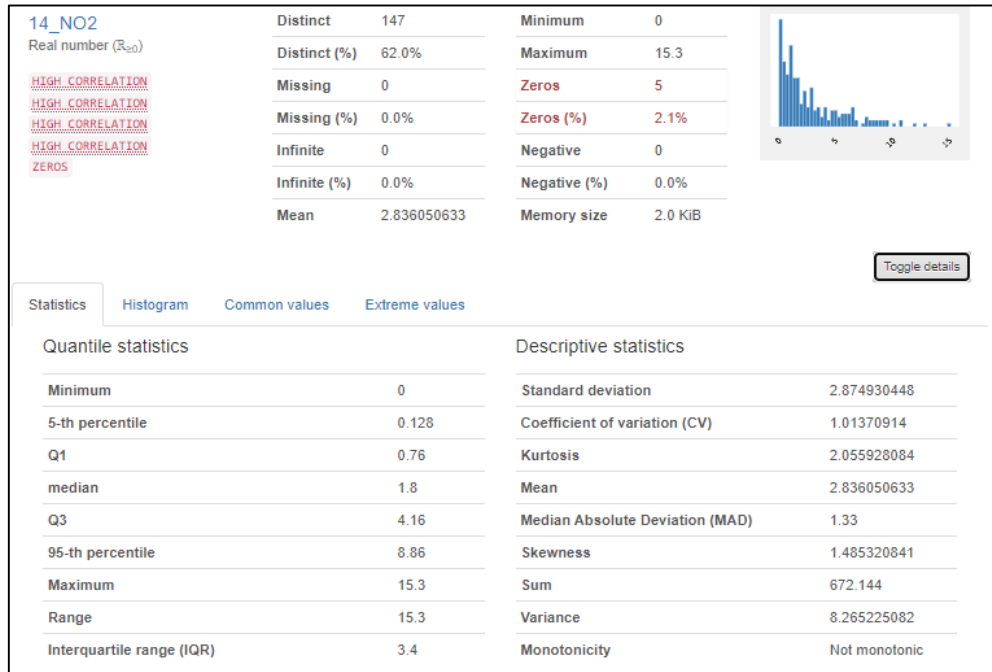 14_NO2
Real number (ℝ≥0)
HIGH CORRELATION
HIGH CORRELATION
HIGH CORRELATION
HIGH CORRELATION
ZEROS
Distinct 147
Distinct (%) 62.0%
Missing 0
Missing (%) 0.0%
Infinite 0
Infinite (%) 0.0%
Mean 2.836050633
Minimum 0
Maximum 15.3
Zeros 5
Zeros (%) 2.1%
Negative 0
Negative (%) 0.0%
Memory size 2.0 KiB
0 5 10 15
Toggle details
Statistics Histogram Common values Extreme values
Quantile statistics
Minimum 0
5-th percentile 0.128
Q1 0.76
median 1.8
Q3 4.16
95-th percentile 8.86
Maximum 15.3
Range 15.3
Interquartile range (IQR) 3.4
Descriptive statistics
Standard deviation 2.874930448
Coefficient of variation (CV) 1.01370914
Kurtosis 2.055928084
Mean 2.836050633
Median Absolute Deviation (MAD) 1.33
Skewness 1.485320841
Sum 672.144
Variance 8.265225082
Monotonicity Not monotonic